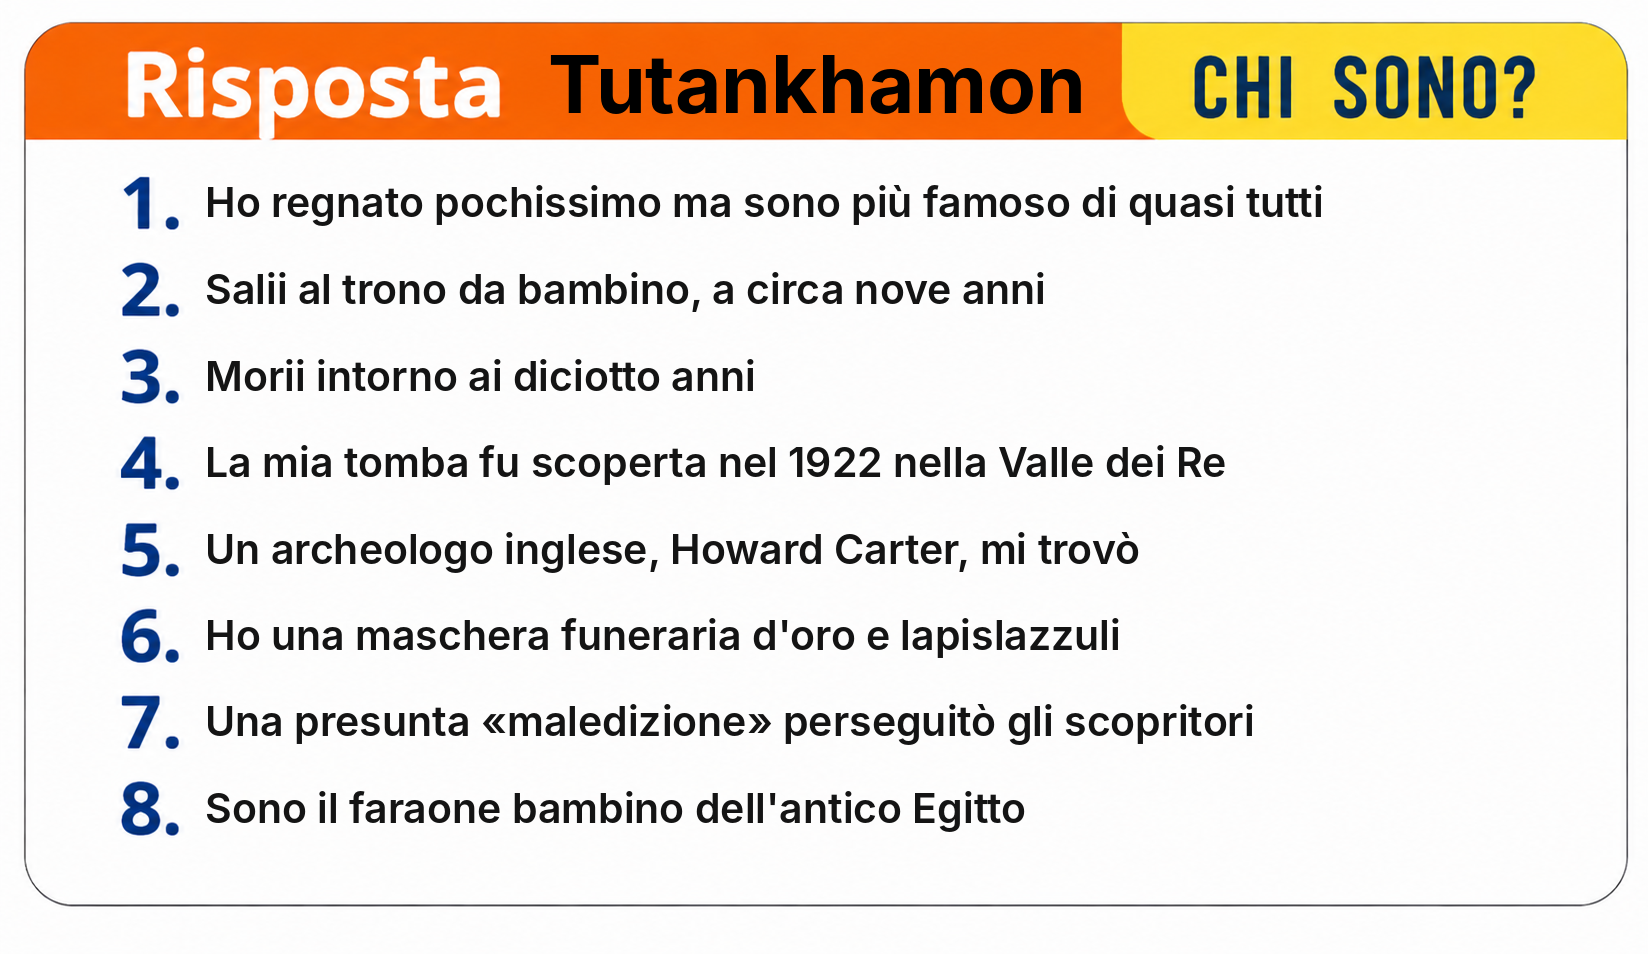 Risposta Tutankhamon CHI SONO?
1. Ho regnato pochissimo ma sono più famoso di quasi tutti
2. Salii al trono da bambino, a circa nove anni
3. Morii intorno ai diciotto anni
4. La mia tomba fu scoperta nel 1922 nella Valle dei Re
5. Un archeologo inglese, Howard Carter, mi trovò
6. Ho una maschera funeraria d'oro e lapislazzuli
7. Una presunta «maledizione» perseguitò gli scopritori
8. Sono il faraone bambino dell'antico Egitto